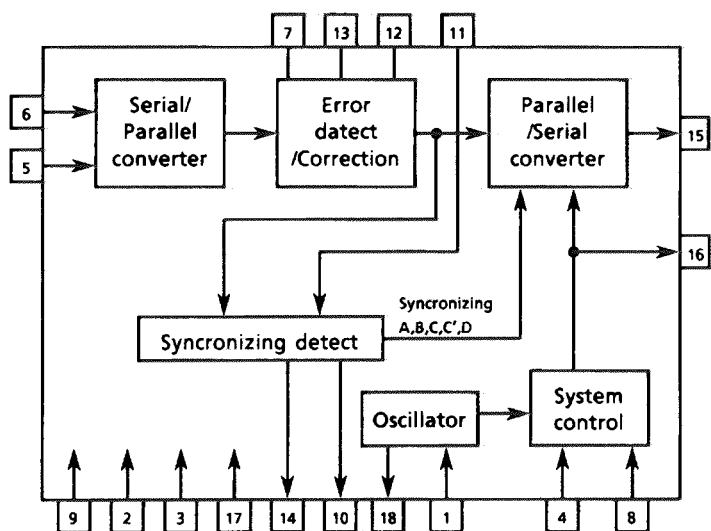 7 13 12 11
Serial/
Parallel
converter
Error
datect
/Correction
Parallel
/Serial
converter
6
5
15
16
Syncronizing
A,B,C,C',D
Syncronizing detect
Oscillator
System
control
9 2 3 17 14 10 18 1 4 8